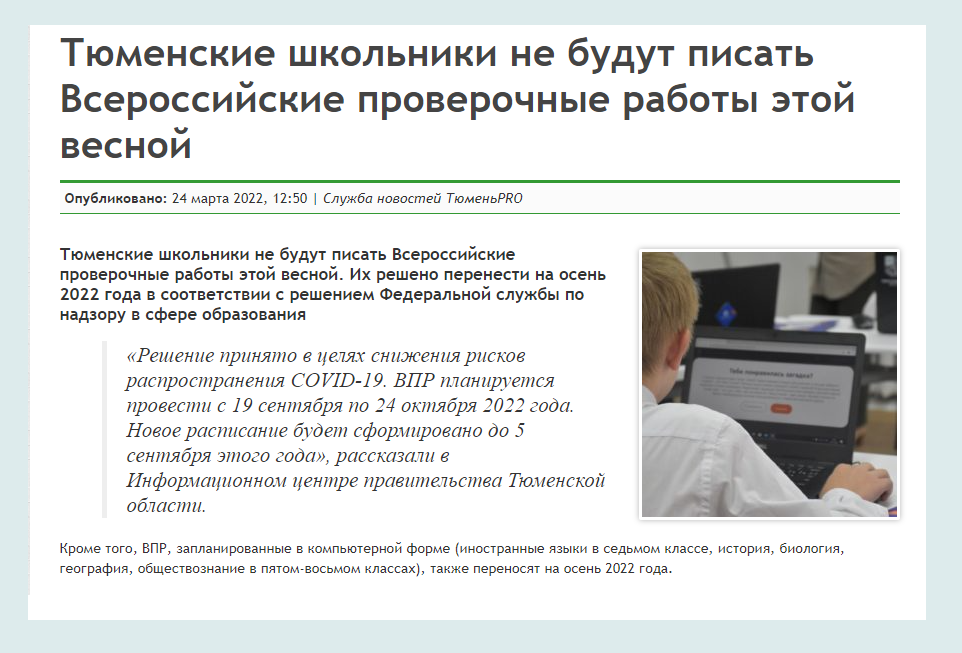 Тюменские школьники не будут писать
Всероссийские проверочные работы этой
весной
Опубликовано: 24 марта 2022, 12:50 | Служба новостей ТюменьPRO
Тюменские школьники не будут писать Всероссийские
проверочные работы этой весной. Их решено перенести на осень
2022 года в соответствии с решением Федеральной службы по
надзору в сфере образования
«Решение принято в целях снижения рисков
распространения COVID-19. ВПР планируется
провести с 19 сентября по 24 октября 2022 года.
Новое расписание будет сформировано до 5
сентября этого года», рассказали в
Информационном центре правительства Тюменской
области.
Тебе понравилась загадка?
Кроме того, ВПР, запланированные в компьютерной форме (иностранные языки в седьмом классе, история, биология,
география, обществознание в пятом-восьмом классах), также переносят на осень 2022 года.